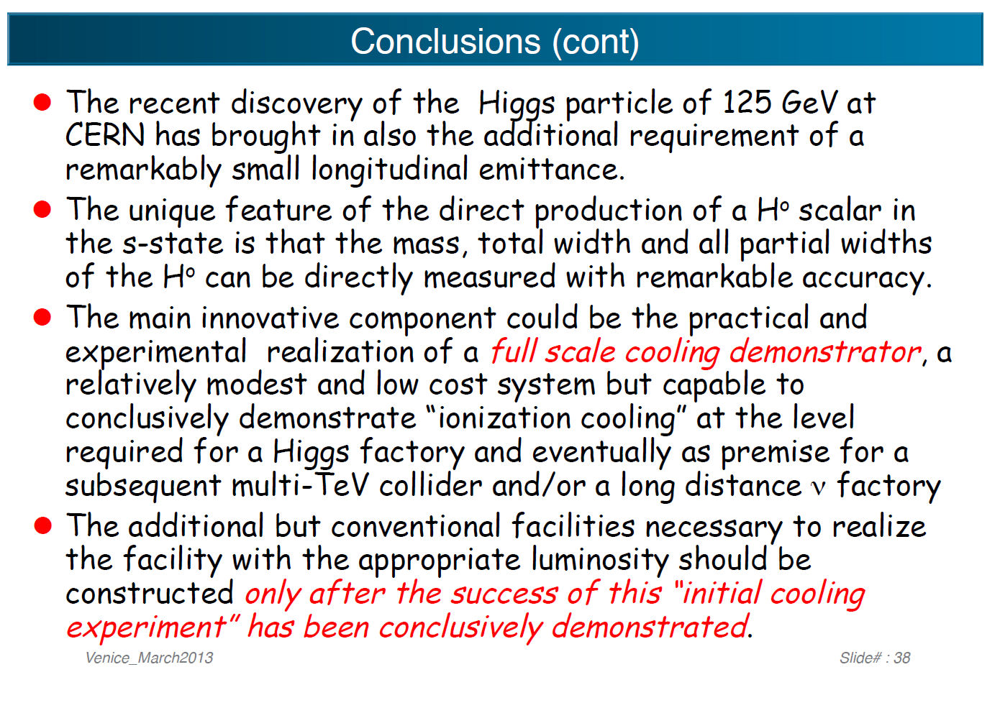 Conclusions (cont)
● The recent discovery of the Higgs particle of 125 GeV at
CERN has brought in also the additional requirement of a
remarkably small longitudinal emittance.
● The unique feature of the direct production of a Hº scalar in
the s-state is that the mass, total width and all partial widths
of the Hº can be directly measured with remarkable accuracy.
● The main innovative component could be the practical and
experimental realization of a full scale cooling demonstrator, a
relatively modest and low cost system but capable to
conclusively demonstrate “ionization cooling” at the level
required for a Higgs factory and eventually as premise for a
subsequent multi-TeV collider and/or a long distance ν factory
● The additional but conventional facilities necessary to realize
the facility with the appropriate luminosity should be
constructed only after the success of this “initial cooling
experiment” has been conclusively demonstrated.
Venice_March2013
Slide# : 38